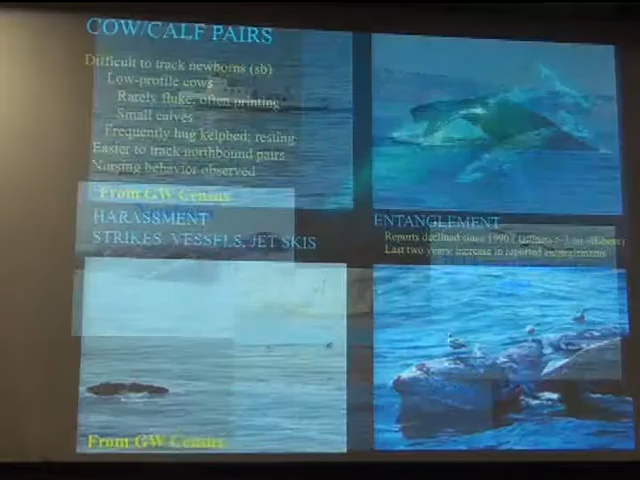 COW/CALF PAIRS
Difficult to track newborns (sb)
Low-profile cows
Rarely fluke; often printing
Small calves
Frequently hug kelpbed; resting
Easier to track northbound pairs
Nursing behavior observed
From GW Census
HARASSMENT
STRIKES, VESSELS, JET SKIS
ENTANGLEMENT
Reports declined since 1990's
Last two years: increase in reported entanglements
From GW Census